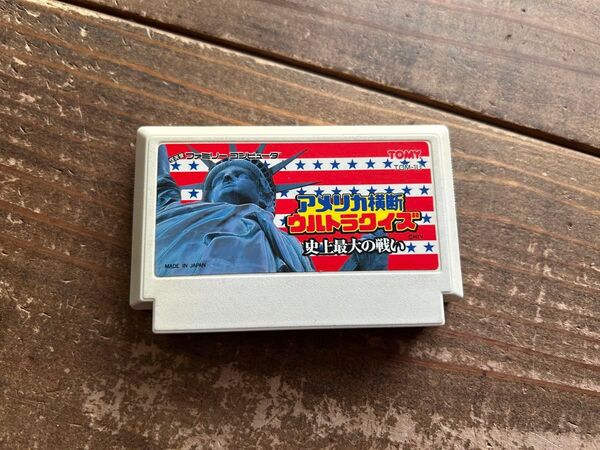 ファミリーコンピュータ
TOMY
アメリカ横断
ウルトラクイズ
史上最大の戦い
©NTV
MADE IN JAPAN